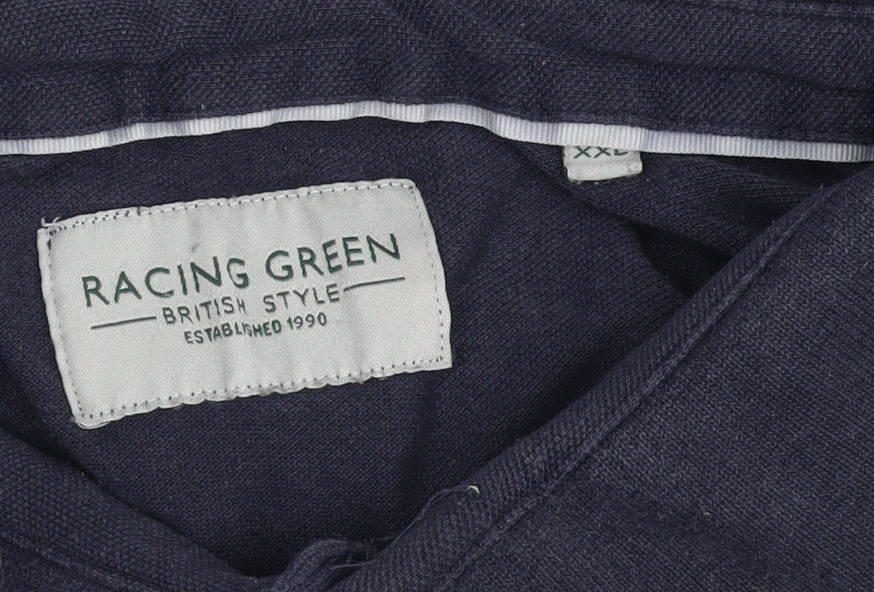 XXL
RACING GREEN
BRITISH STYLE
ESTABLISHED 1990